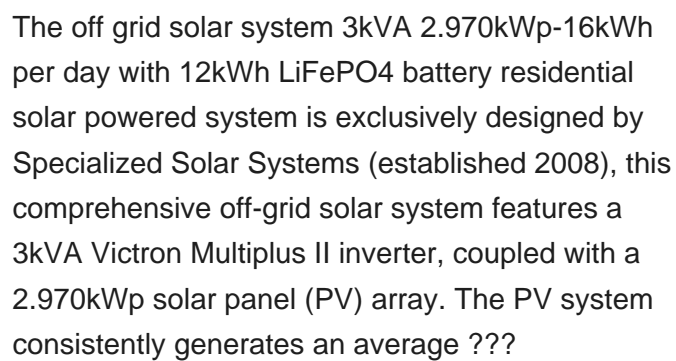 The off grid solar system 3kVA 2.970kWp-16kWh
per day with 12kWh LiFePO4 battery residential
solar powered system is exclusively designed by
Specialized Solar Systems (established 2008), this
comprehensive off-grid solar system features a
3kVA Victron Multiplus II inverter, coupled with a
2.970kWp solar panel (PV) array. The PV system
consistently generates an average ???